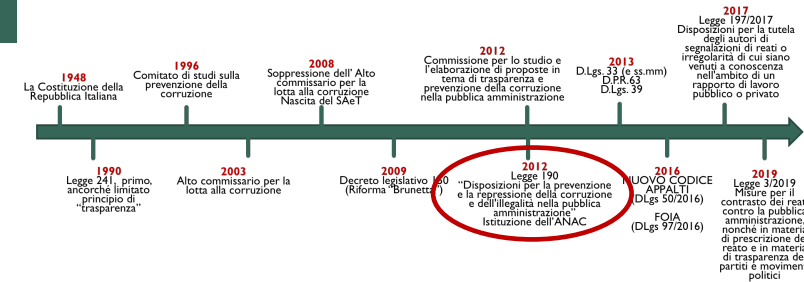 1948
La Costituzione della
Repubblica Italiana
1996
Comitato di studi sulla
prevenzione della
corruzione
2008
Soppressione dell' Alto
commissario per la
lotta alla corruzione
Nascita del SAeT
2012
Commissione per lo studio e
l'elaborazione di proposte in
tema di trasparenza e
prevenzione della corruzione
nella pubblica amministrazione
2013
D.Lgs. 33 (e ss.mm)
D.P.R.63
D.Lgs. 39
2017
Legge 197/2017
Disposizioni per la tutela
degli autori di
segnalazioni di reati o
irregolarità di cui siano
venuti a conoscenza
nell'ambito di un
rapporto di lavoro
pubblico o privato
1990
Legge 241, primo,
ancorché limitato
principio di
"trasparenza"
2003
Alto commissario per la
lotta alla corruzione
2009
Decreto legislativo 150
(Riforma "Brunetta")
2012
Legge 190
"Disposizioni per la prevenzione
e la repressione della corruzione
e dell'illegalità nella pubblica
amministrazione"
Istituzione dell'ANAC
2016
NUOVO CODICE
APPALTI
(DLgs 50/2016)
FOIA
(DLgs 97/2016)
2019
Legge 3/2019
Misure per il
contrasto dei reat
contro la pubblica
amministrazione,
nonché in materia
di prescrizione de
reato e in materia
di trasparenza de
partiti e movimen
politici